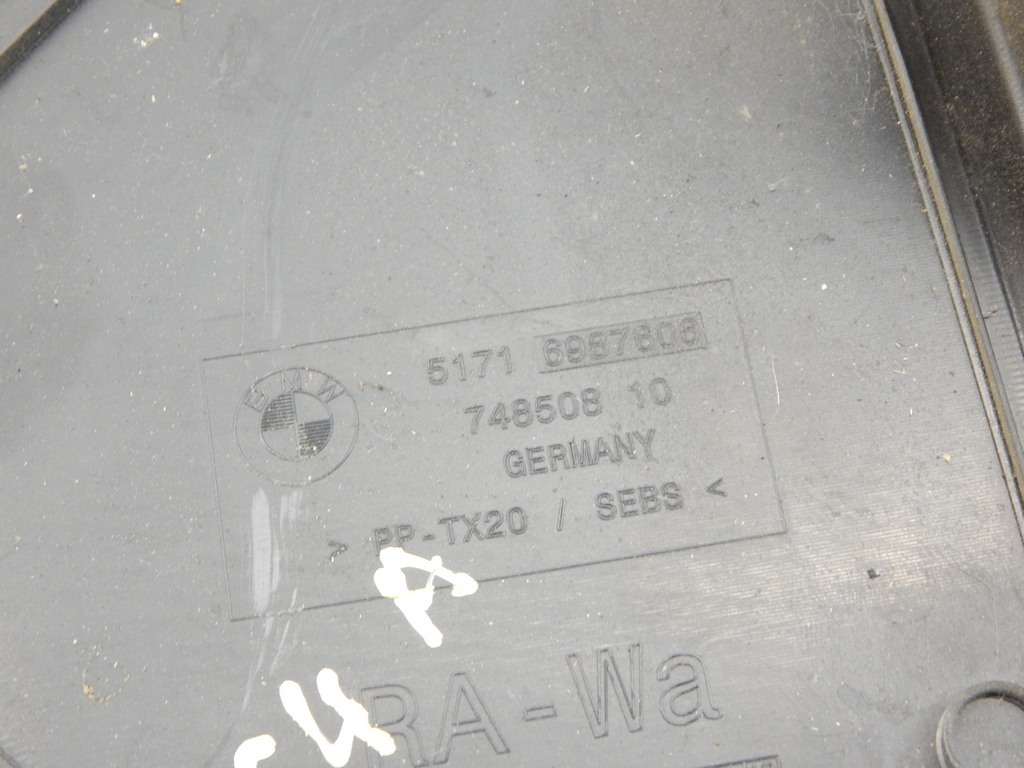 BMW
5171 6987606
748508 10
GERMANY
> PP-TX20 / SEBS <
RA-Wa